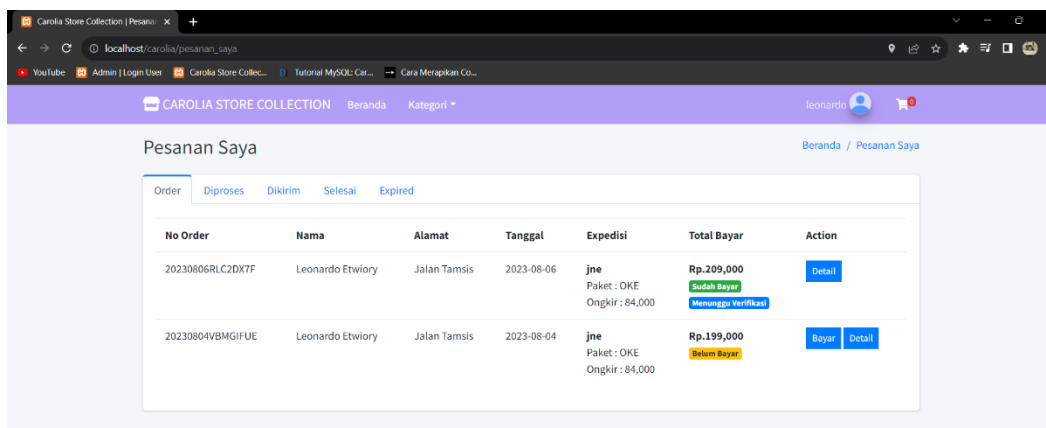 Carolia Store Collection | Pesanan
localhost/carolia/pesanan_saya
YouTube Admin | Login User Carolia Store Collec... Tutorial MySQL: Car... Cara Merapikan Co...
CAROLIA STORE COLLECTION Beranda Kategori leonardo 0
Pesanan Saya Beranda / Pesanan Saya
Order Diproses Dikirim Selesai Expired
No Order Nama Alamat Tanggal Expedisi Total Bayar Action
20230806RLC2DX7F Leonardo Etwiory Jalan Tamsis 2023-08-06 jne Rp.209,000 Detail
Paket : OKE Sudah Bayar
Ongkir : 84,000 Menunggu Verifikasi
20230804VBMGIFUE Leonardo Etwiory Jalan Tamsis 2023-08-04 jne Rp.199,000 Bayar Detail
Paket : OKE Belum Bayar
Ongkir : 84,000